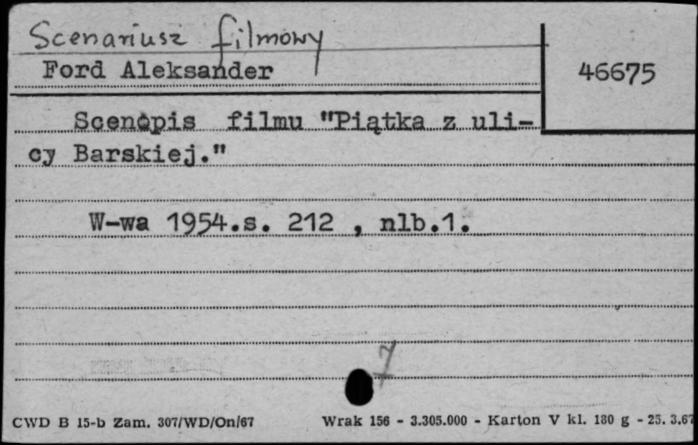 Scenariusz filmowy
Ford Aleksander
46675
Scenopis filmu "Piątka z uli-
cy Barskiej."
W-wa 1954.s. 212 , nlb.1.
7
CWD B 15-b Zam. 307/WD/On/67 Wrak 156 - 3.305.000 - Karton V kl. 180 g - 25. 3.67